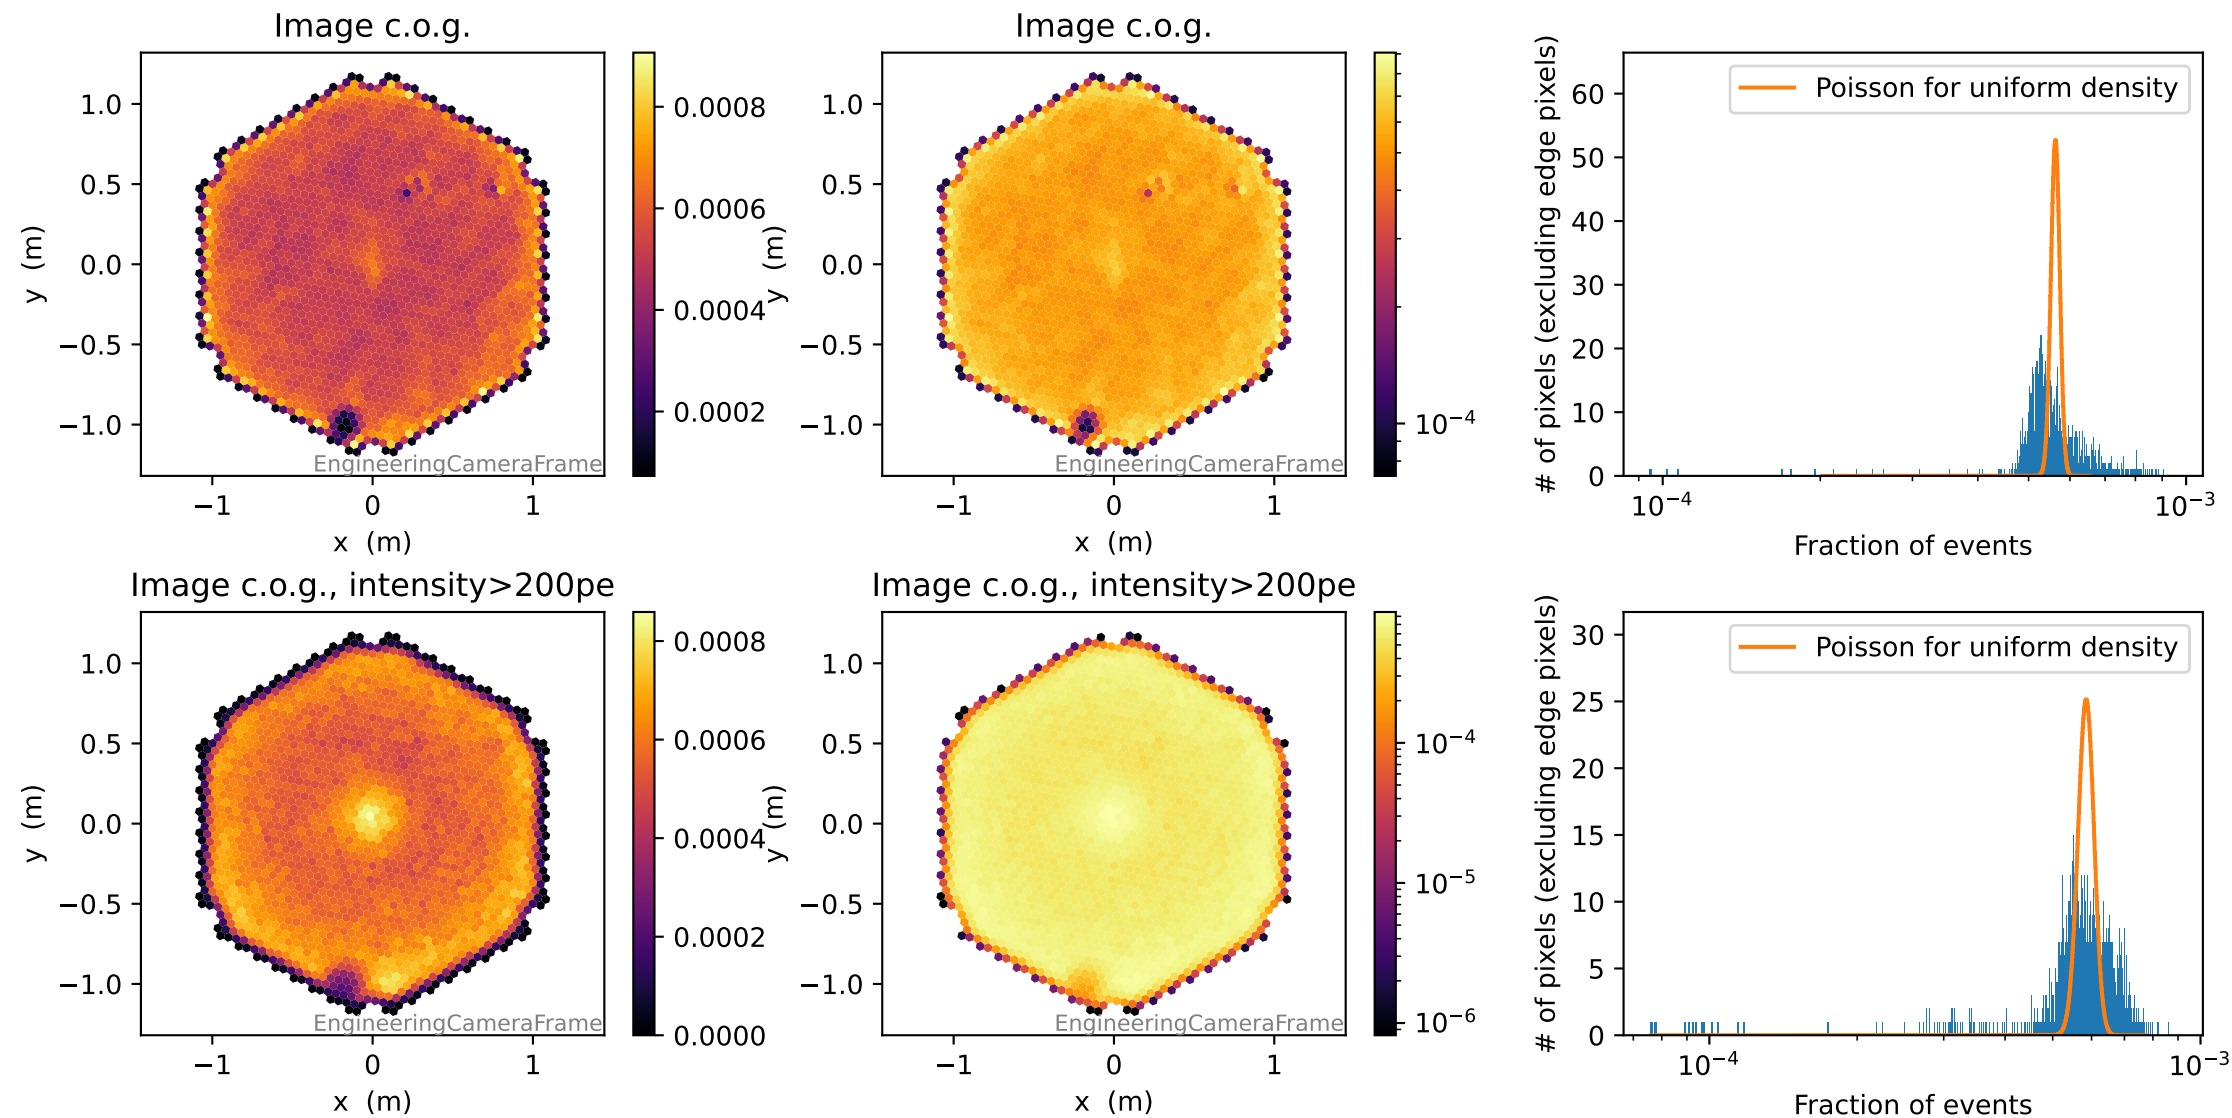 Image c.o.g.
1.0
0.5
0.0
−0.5
−1.0
y (m)
−1
0
1
x (m)
EngineeringCameraFrame
0.0008
0.0006
0.0004
0.0002
Image c.o.g.
1.0
0.5
0.0
−0.5
−1.0
y (m)
−1
0
1
x (m)
EngineeringCameraFrame
10⁻⁴
# of pixels (excluding edge pixels)
60
50
40
30
20
10
0
Poisson for uniform density
10⁻⁴
10⁻³
Fraction of events
Image c.o.g., intensity>200pe
1.0
0.5
0.0
−0.5
−1.0
y (m)
−1
0
1
x (m)
EngineeringCameraFrame
0.0008
0.0006
0.0004
0.0002
0.0000
Image c.o.g., intensity>200pe
1.0
0.5
0.0
−0.5
−1.0
y (m)
−1
0
1
x (m)
EngineeringCameraFrame
10⁻⁴
10⁻⁵
10⁻⁶
# of pixels (excluding edge pixels)
30
25
20
15
10
5
0
Poisson for uniform density
10⁻⁴
10⁻³
Fraction of events